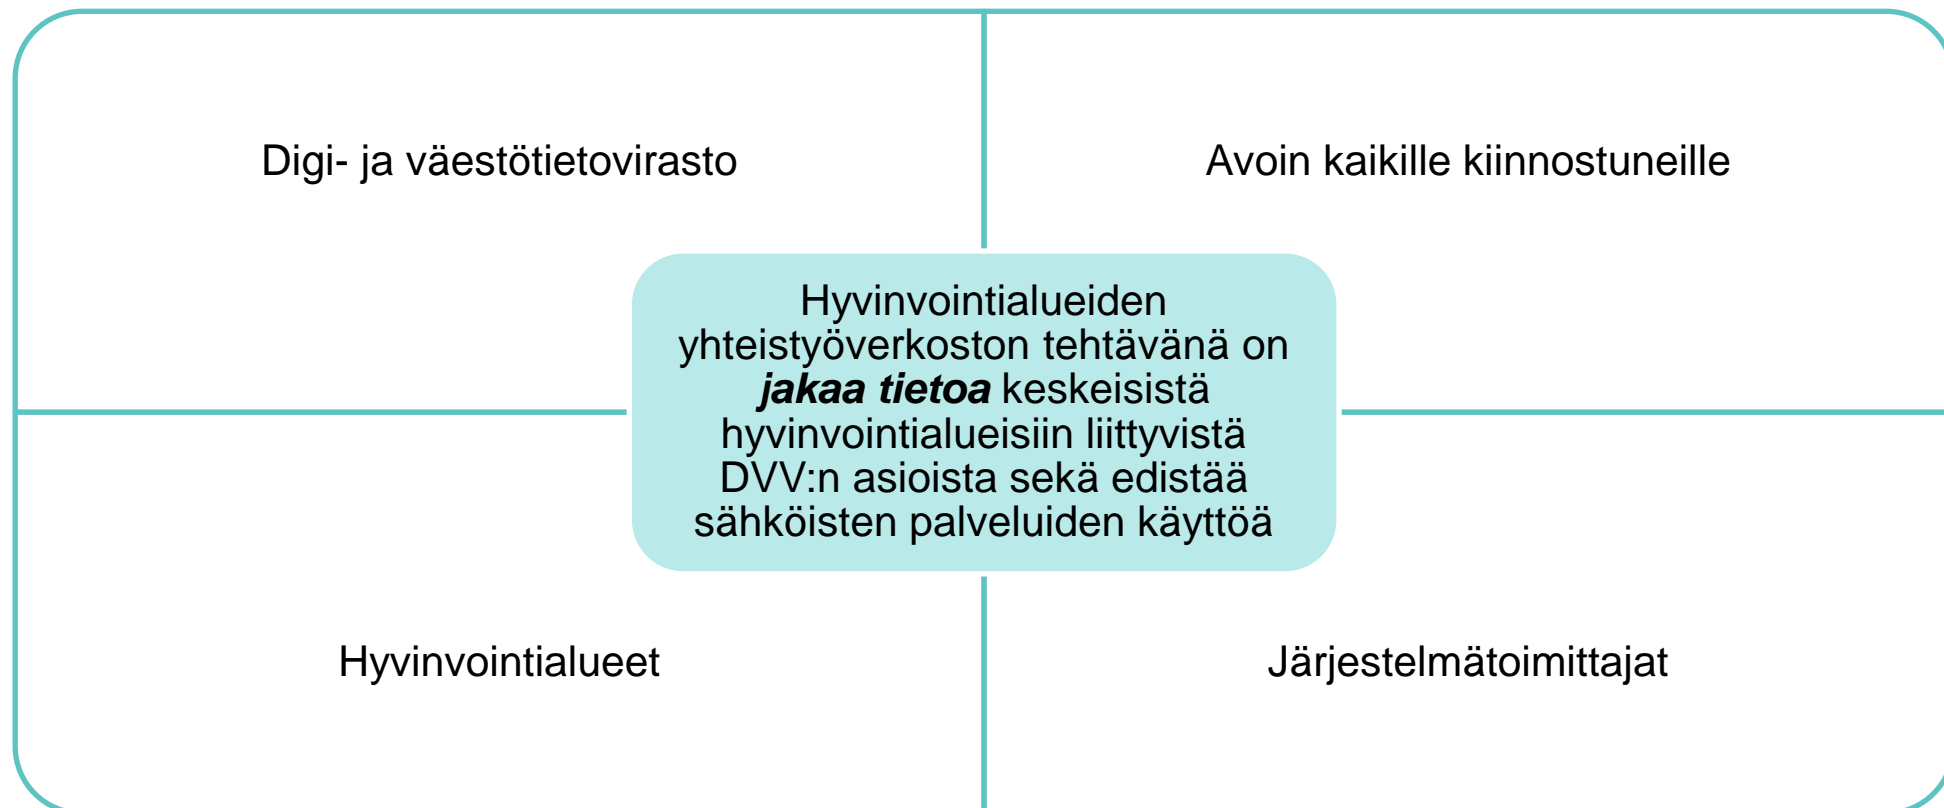 Digi- ja väestötietovirasto
Avoin kaikille kiinnostuneille
Hyvinvointialueiden
yhteistyöverkoston tehtävänä on
jakaa tietoa keskeisistä
hyvinvointialueisiin liittyvistä
DVV:n asioista sekä edistää
sähköisten palveluiden käyttöä
Hyvinvointialueet
Järjestelmätoimittajat